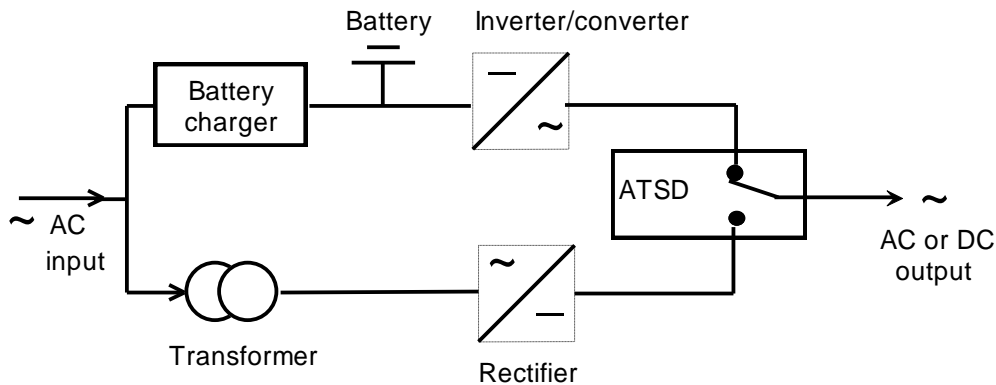 Battery
Inverter/converter
Battery
charger
~
ATSD
~
~ AC
input
AC or DC
output
~
Transformer
Rectifier